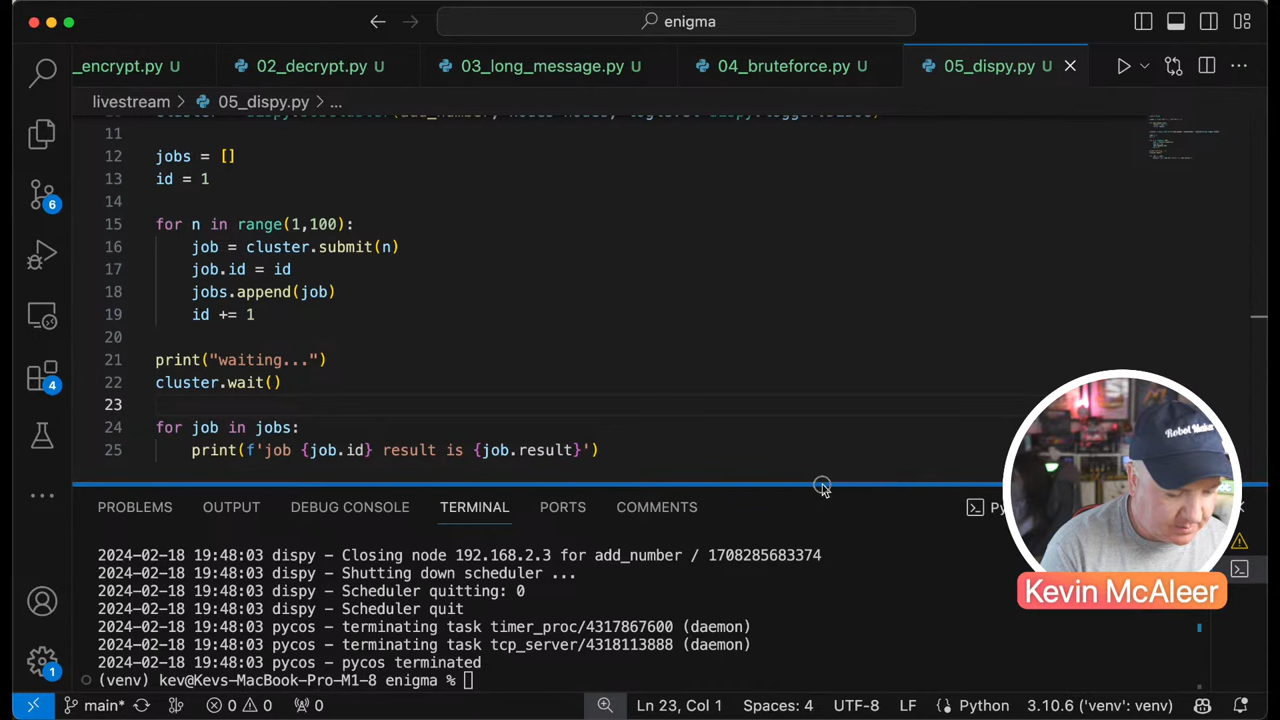 enigma
_encrypt.py U
02_decrypt.py U
03_long_message.py U
04_bruteforce.py U
05_dispy.py U
livestream > 05_dispy.py > ...
11
12 jobs = []
13 id = 1
14
15 for n in range(1,100):
16 job = cluster.submit(n)
17 job.id = id
18 jobs.append(job)
19 id += 1
20
21 print("waiting...")
22 cluster.wait()
23
24 for job in jobs:
25 print(f'job {job.id} result is {job.result}')
6
4
1
PROBLEMS OUTPUT DEBUG CONSOLE TERMINAL PORTS COMMENTS
2024-02-18 19:48:03 dispy – Closing node 192.168.2.3 for add_number / 1708285683374
2024-02-18 19:48:03 dispy – Shutting down scheduler ...
2024-02-18 19:48:03 dispy – Scheduler quitting: 0
2024-02-18 19:48:03 dispy – Scheduler quit
2024-02-18 19:48:03 pycos – terminating task timer_proc/4317867600 (daemon)
2024-02-18 19:48:03 pycos – terminating task tcp_server/4318113888 (daemon)
2024-02-18 19:48:03 pycos – pycos terminated
(venv) kev@Kevs-MacBook-Pro-M1-8 enigma %
Robot Maker
Kevin McAleer
main* 0 0 0 Ln 23, Col 1 Spaces: 4 UTF-8 LF Python 3.10.6 ('venv': venv)